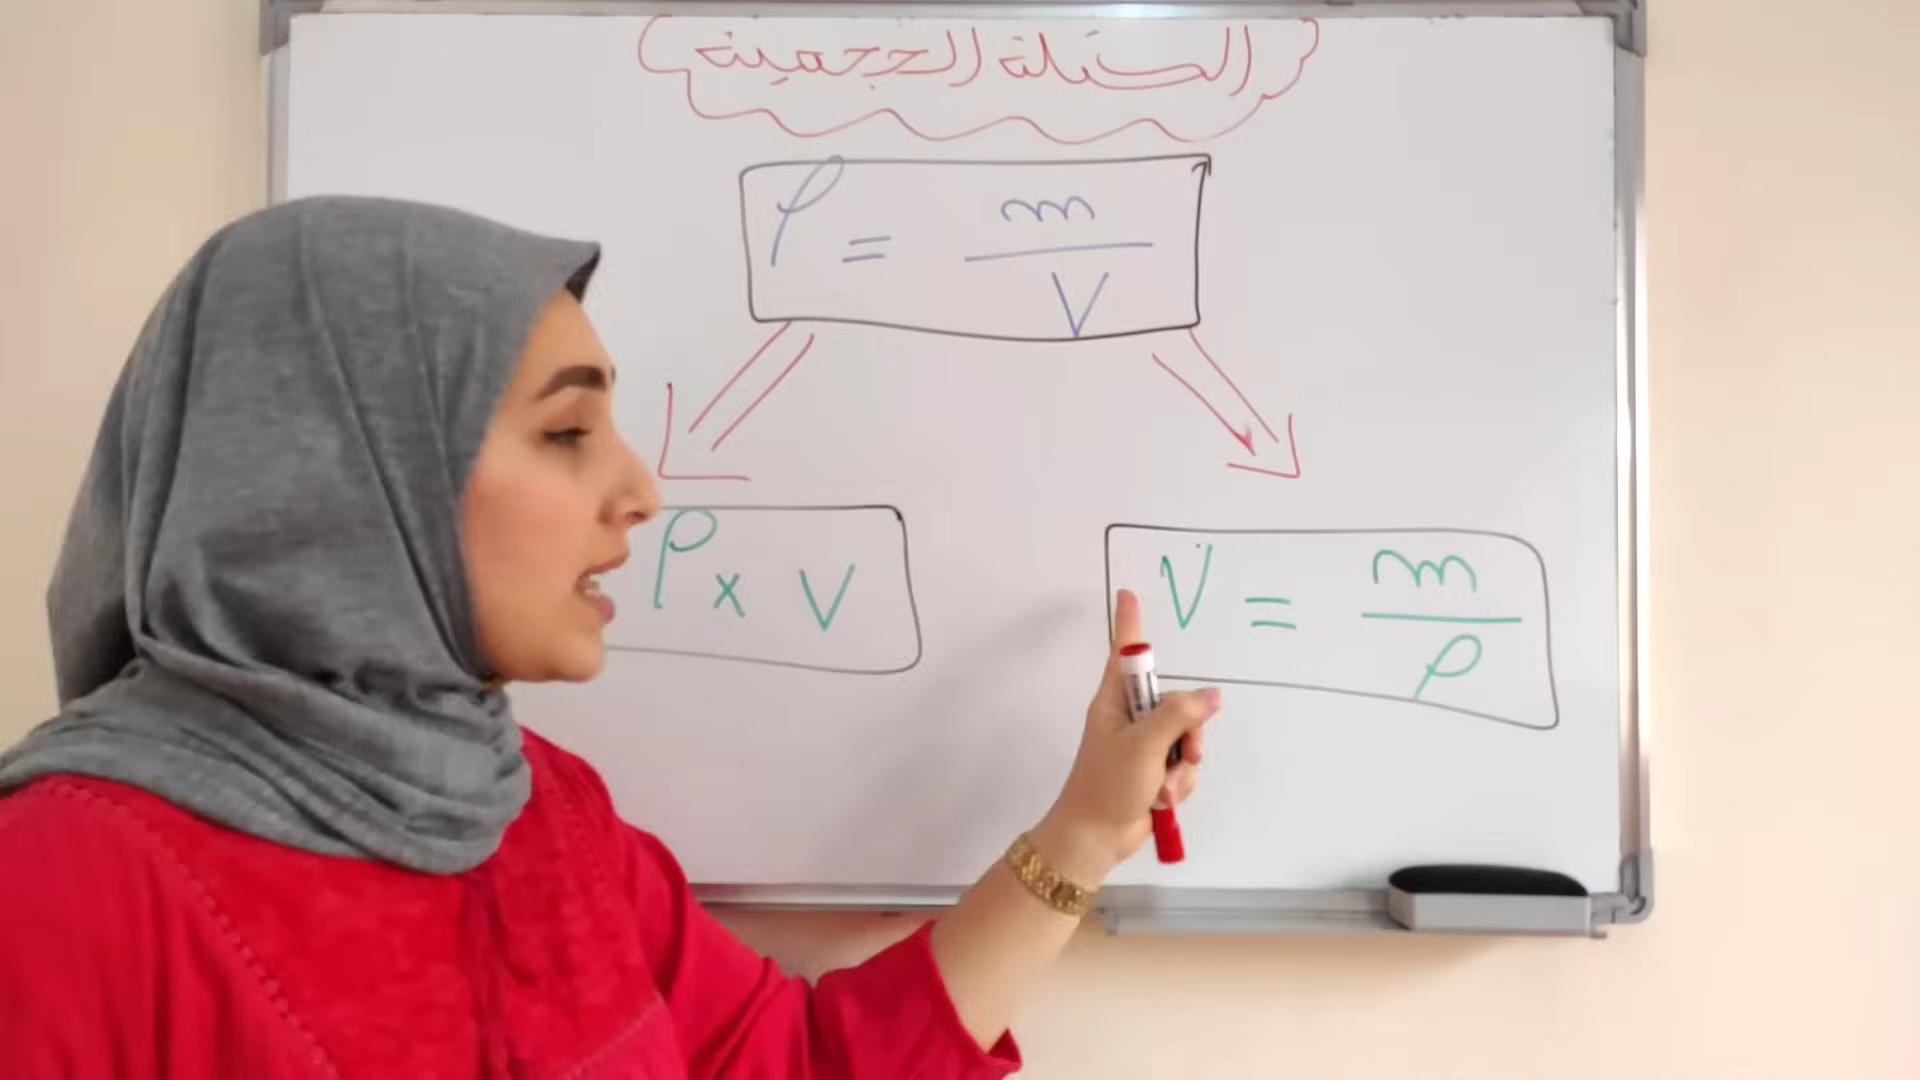 الكتلة الحجمية
ρ = m / V
ρ x V
V = m / ρ